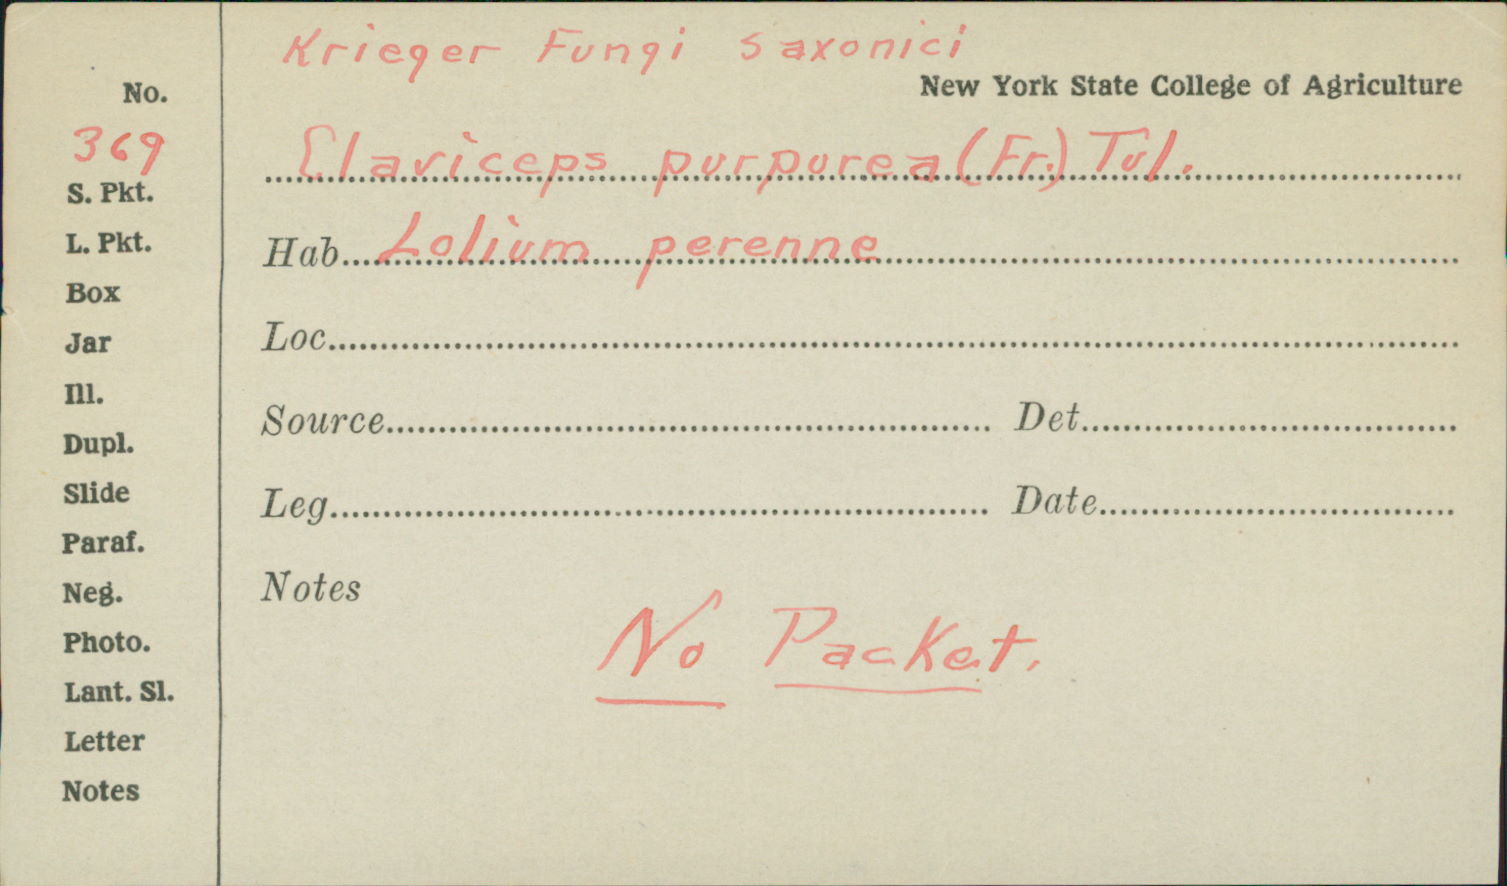 Krieger Fungi Saxonici
New York State College of Agriculture
No.
369
S. Pkt.
L. Pkt.
Box
Jar
Ill.
Dupl.
Slide
Paraf.
Neg.
Photo.
Lant. Sl.
Letter
Notes
Claviceps purpurea (Fr.) Tul.
Hab. Lolium perenne
Loc.
Source Det.
Leg. Date
Notes
No Packet.